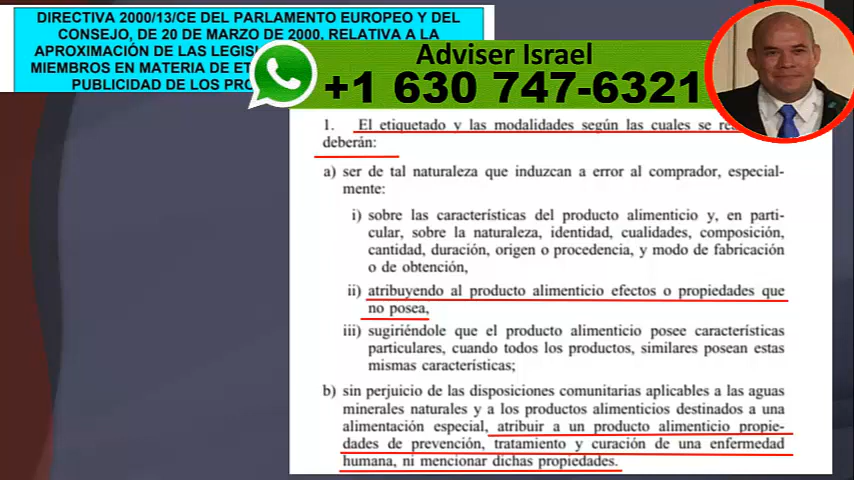 DIRECTIVA 2000/13/CE DEL PARLAMENTO EUROPEO Y DEL
CONSEJO, DE 20 DE MARZO DE 2000, RELATIVA A LA
APROXIMACIÓN DE LAS
MIEMBROS EN MATERIA DE
PUBLICIDAD DE LOS
Adviser Israel
+1 630 747-6321
1. El etiquetado y las modalidades según las cuales se
deberán:
a) ser de tal naturaleza que induzcan a error al comprador, especial-
mente:
i) sobre las características del producto alimenticio y, en parti-
cular, sobre la naturaleza, identidad, cualidades, composición,
cantidad, duración, origen o procedencia, y modo de fabricación
o de obtención,
ii) atribuyendo al producto alimenticio efectos o propiedades que
no posea,
iii) sugiriéndole que el producto alimenticio posee características
particulares, cuando todos los productos, similares posean estas
mismas características;
b) sin perjuicio de las disposiciones comunitarias aplicables a las aguas
minerales naturales y a los productos alimenticios destinados a una
alimentación especial, atribuir a un producto alimenticio propie-
dades de prevención, tratamiento y curación de una enfermedad
humana, ni mencionar dichas propiedades.